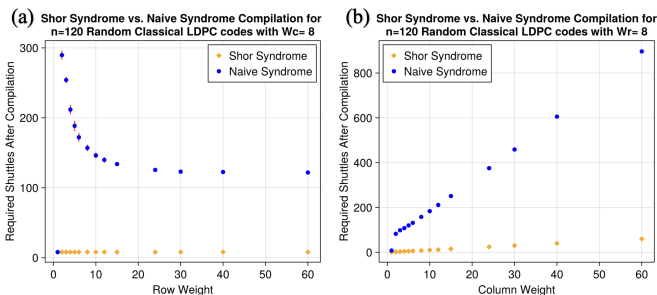 (a) Shor Syndrome vs. Naive Syndrome Compilation for
n=120 Random Classical LDPC codes with Wc= 8
Shor Syndrome
Naive Syndrome
Required Shuttles After Compilation
300
200
100
0
0
10
20
30
40
50
60
Row Weight
(b) Shor Syndrome vs. Naive Syndrome Compilation for
n=120 Random Classical LDPC codes with Wr= 8
Shor Syndrome
Naive Syndrome
Required Shuttles After Compilation
800
600
400
200
0
0
10
20
30
40
50
60
Column Weight